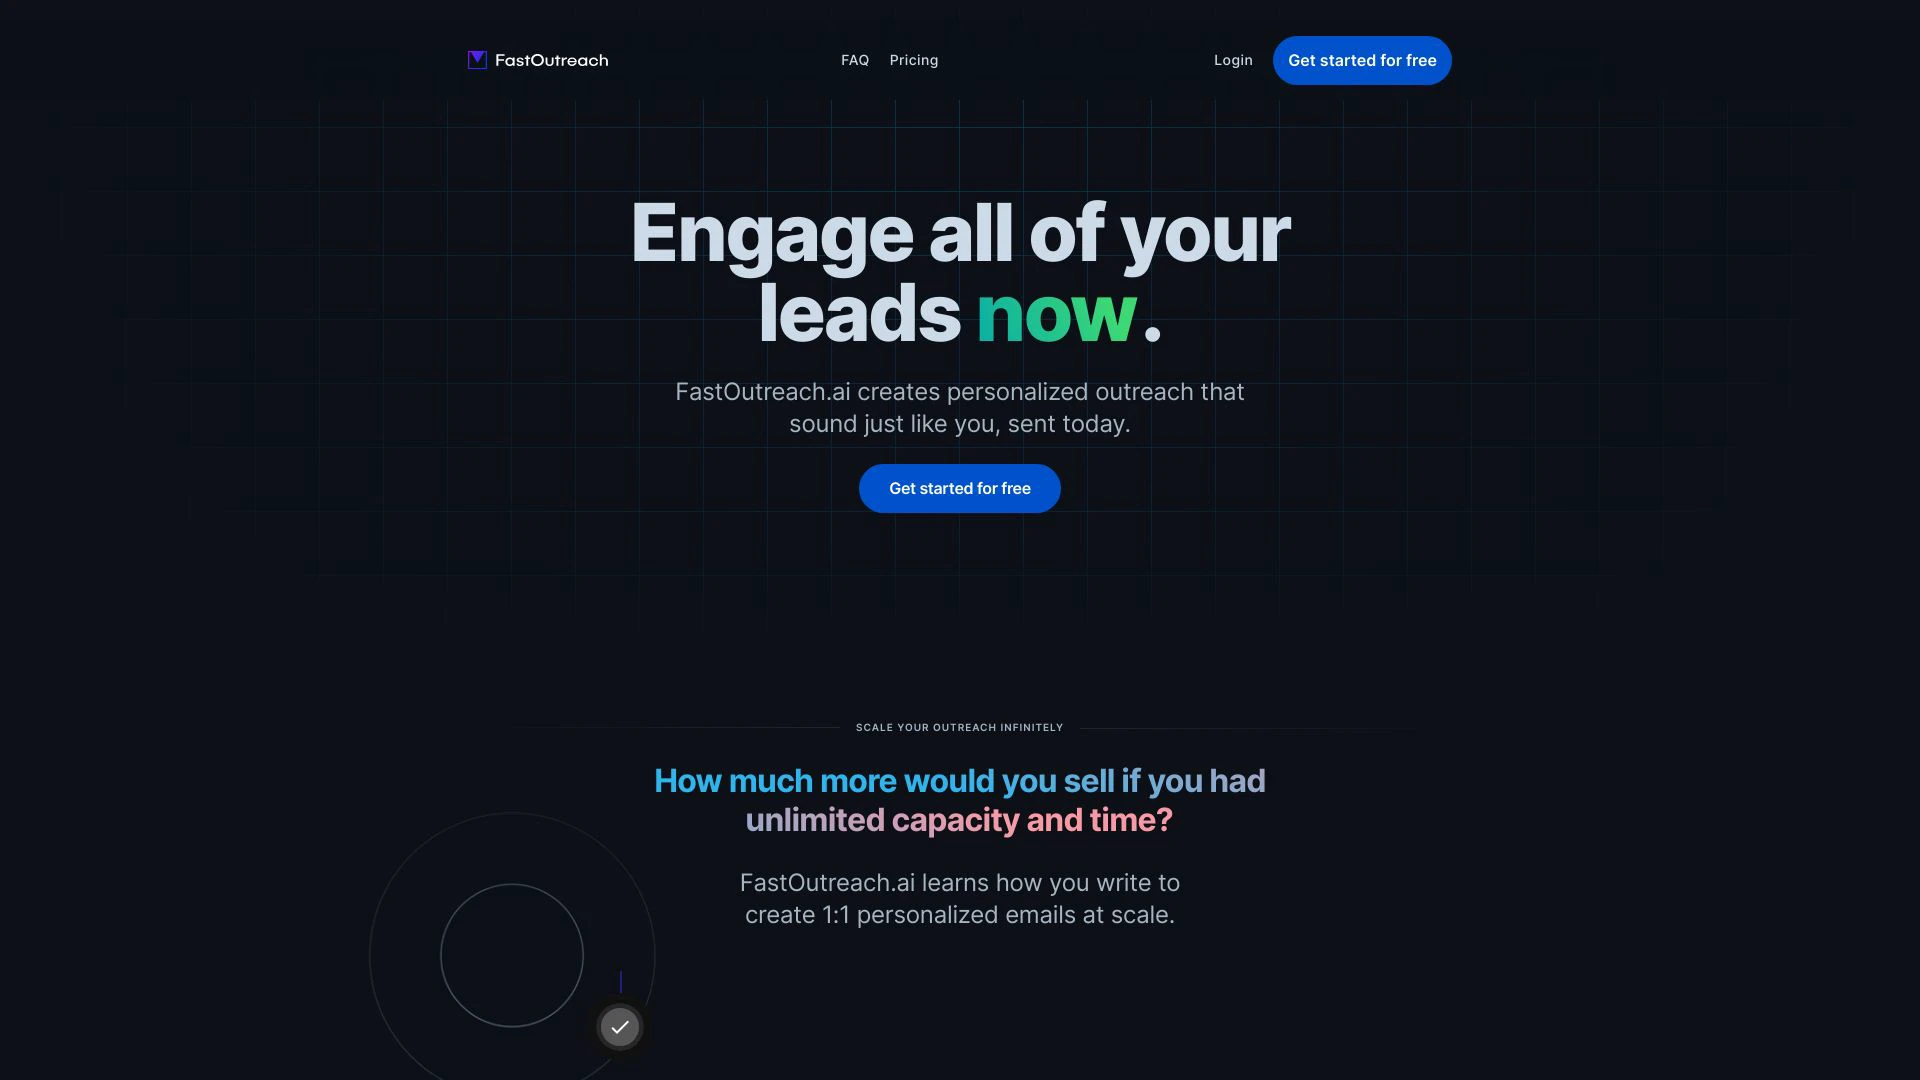 FastOutreach
FAQ
Pricing
Login
Get started for free
Engage all of your
leads now.
FastOutreach.ai creates personalized outreach that
sound just like you, sent today.
Get started for free
SCALE YOUR OUTREACH INFINITELY
How much more would you sell if you had
unlimited capacity and time?
FastOutreach.ai learns how you write to
create 1:1 personalized emails at scale.